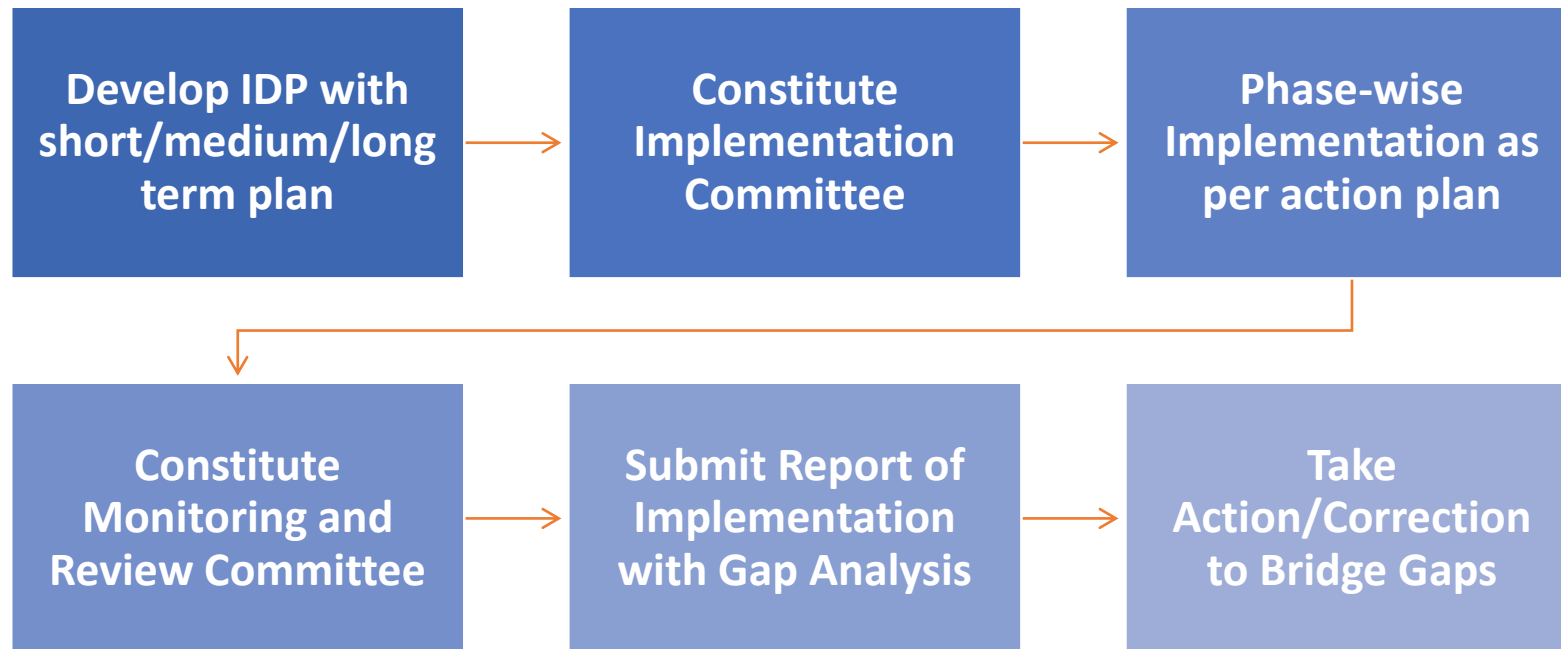 Develop IDP with
short/medium/long
term plan
Constitute
Implementation
Committee
Phase-wise
Implementation as
per action plan
Constitute
Monitoring and
Review Committee
Submit Report of
Implementation
with Gap Analysis
Take
Action/Correction
to Bridge Gaps